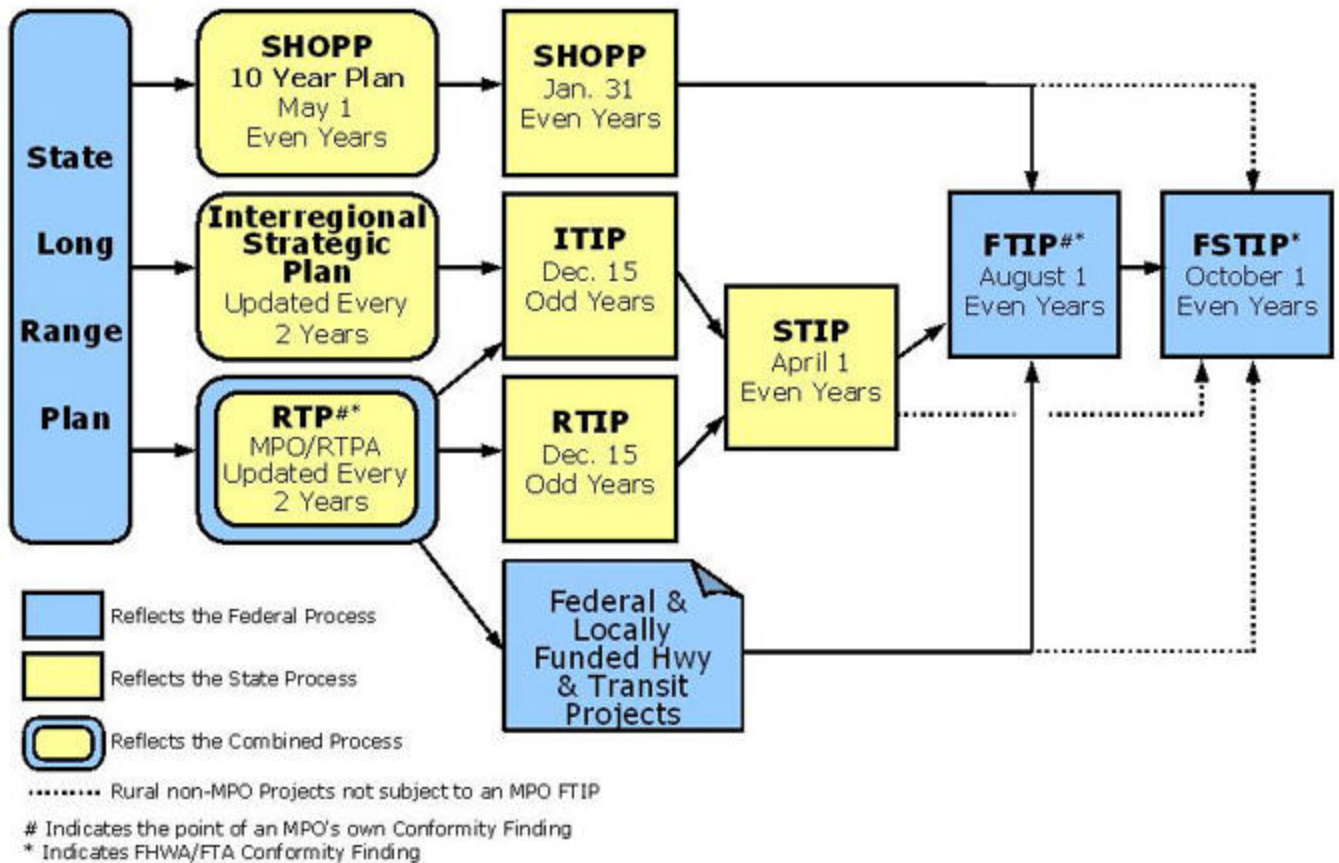 State
Long
Range
Plan
SHOPP
10 Year Plan
May 1
Even Years
SHOPP
Jan. 31
Even Years
Interregional
Strategic
Plan
Updated Every
2 Years
ITIP
Dec. 15
Odd Years
RTP#*
MPO/RTPA
Updated Every
2 Years
RTIP
Dec. 15
Odd Years
STIP
April 1
Even Years
FTIP#*
August 1
Even Years
FSTIP*
October 1
Even Years
Federal &
Locally
Funded Hwy
& Transit
Projects
Reflects the Federal Process
Reflects the State Process
Reflects the Combined Process
Rural non-MPO Projects not subject to an MPO FTIP
# Indicates the point of an MPO's own Conformity Finding
* Indicates FHWA/FTA Conformity Finding